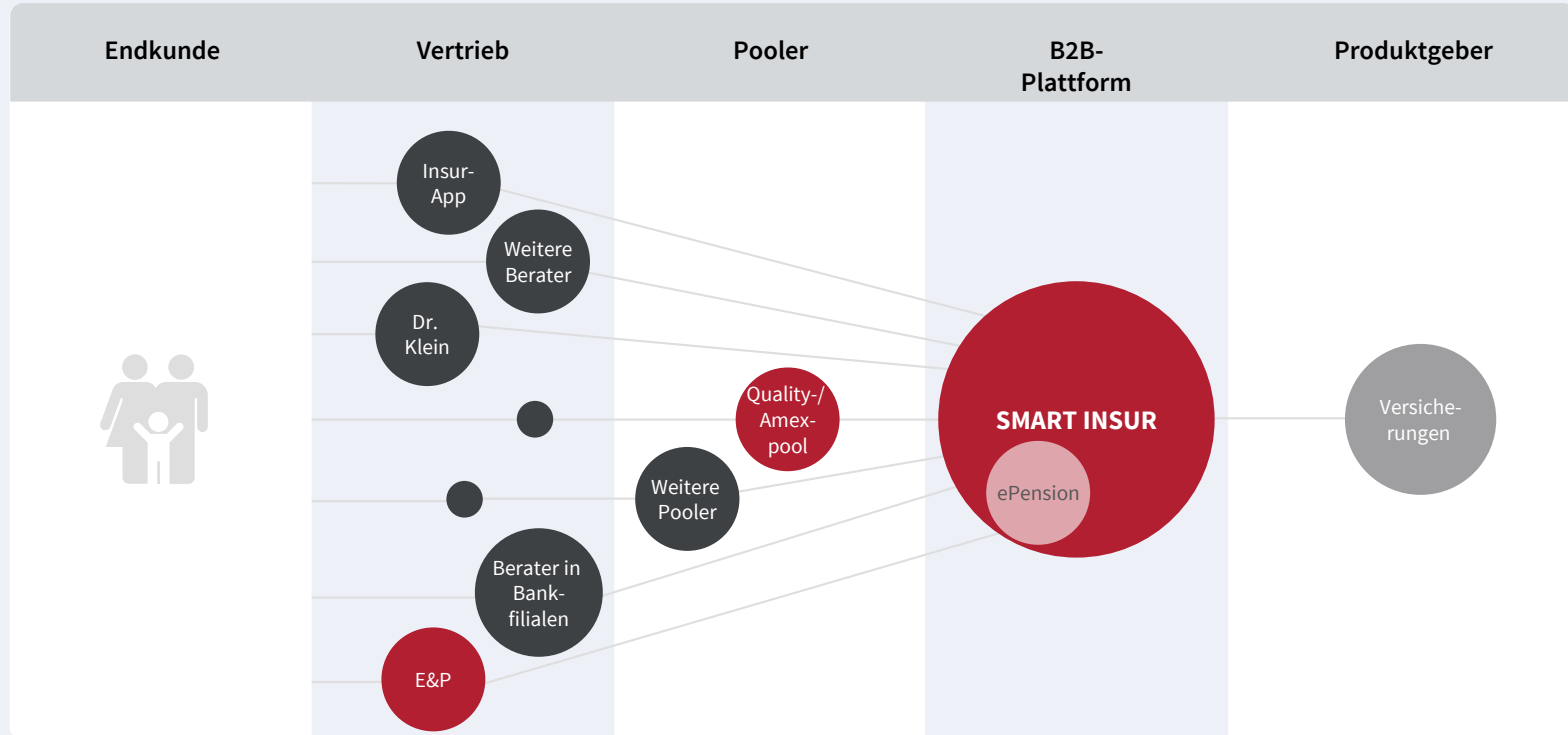 Endkunde
Vertrieb
Pooler
B2B-
Plattform
Produktgeber
Insur-
App
Weitere
Berater
Dr.
Klein
Quality-/
Amex-
pool
SMART INSUR
Versiche-
rungen
Weitere
Pooler
ePension
Berater in
Bank-
filialen
E&P